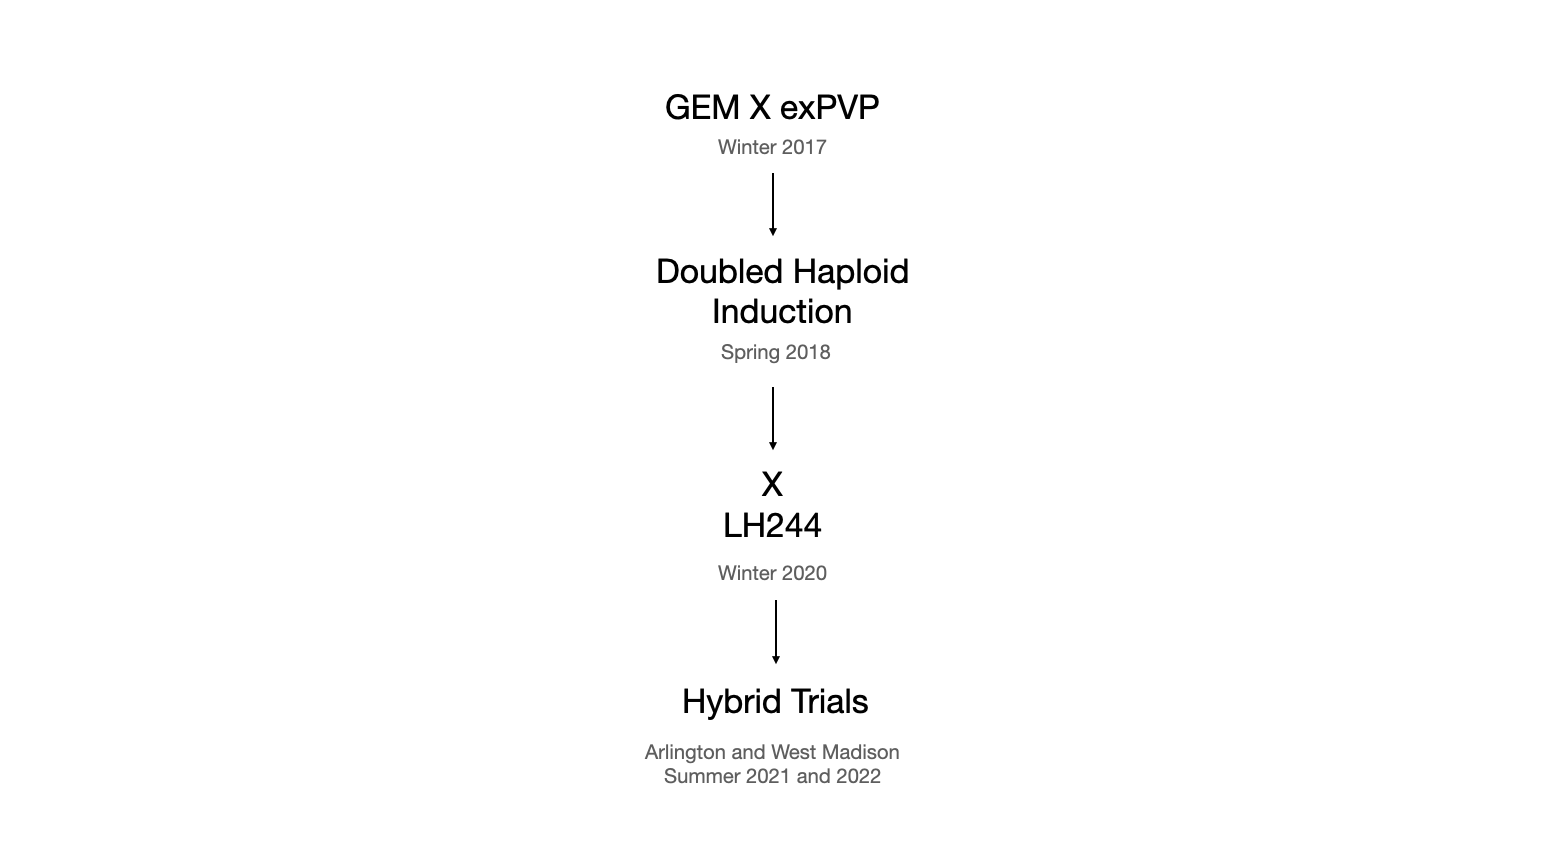 GEM X exPVP
Winter 2017
Doubled Haploid
Induction
Spring 2018
X
LH244
Winter 2020
Hybrid Trials
Arlington and West Madison
Summer 2021 and 2022